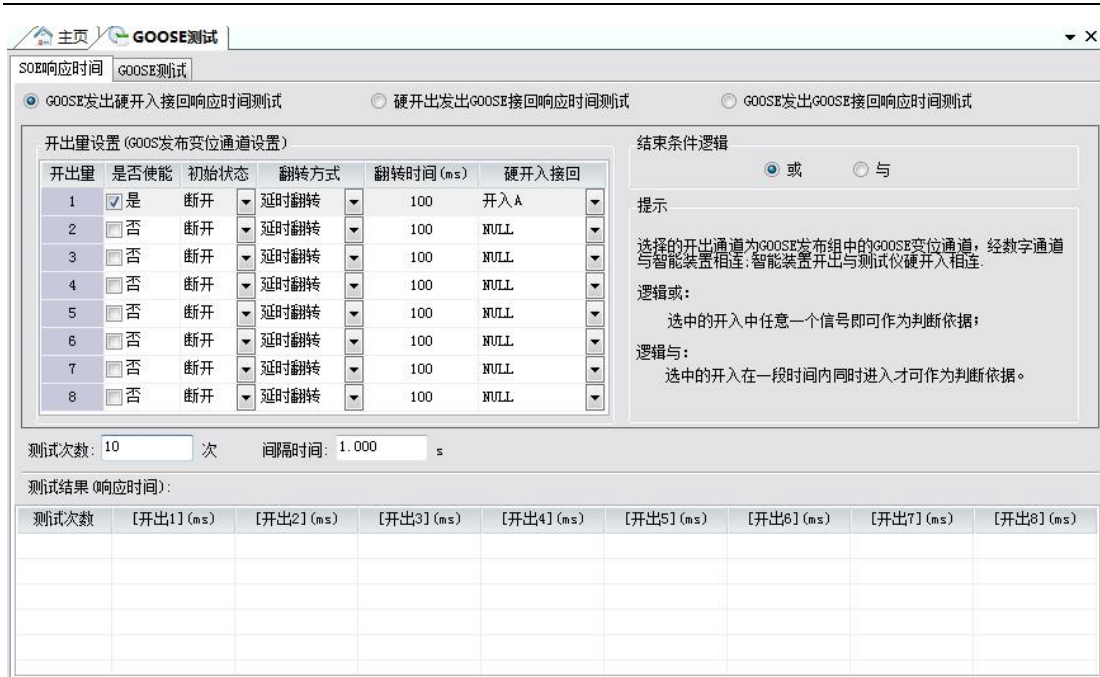 主页 GOOSE测试
SOE响应时间 GOOSE测试
GOOSE发出硬开入接回响应时间测试 硬开出发出GOOSE接回响应时间测试 GOOSE发出GOOSE接回响应时间测试
开出量设置(GOOS发布变位通道设置)
开出量 是否使能 初始状态 翻转方式 翻转时间(ms) 硬开入接回
1 是 断开 延时翻转 100 开入A
2 否 断开 延时翻转 100 NULL
3 否 断开 延时翻转 100 NULL
4 否 断开 延时翻转 100 NULL
5 否 断开 延时翻转 100 NULL
6 否 断开 延时翻转 100 NULL
7 否 断开 延时翻转 100 NULL
8 否 断开 延时翻转 100 NULL
结束条件逻辑
或 与
提示
选择的开出通道为GOOSE发布组中的GOOSE变位通道，经数字通道
与智能装置相连;智能装置开出与测试仪硬开入相连.
逻辑或：
选中的开入中任意一个信号即可作为判断依据；
逻辑与：
选中的开入在一段时间内同时进入才可作为判断依据。
测试次数: 10 次 间隔时间: 1.000 s
测试结果(响应时间):
测试次数 [开出1](ms) [开出2](ms) [开出3](ms) [开出4](ms) [开出5](ms) [开出6](ms) [开出7](ms) [开出8](ms)